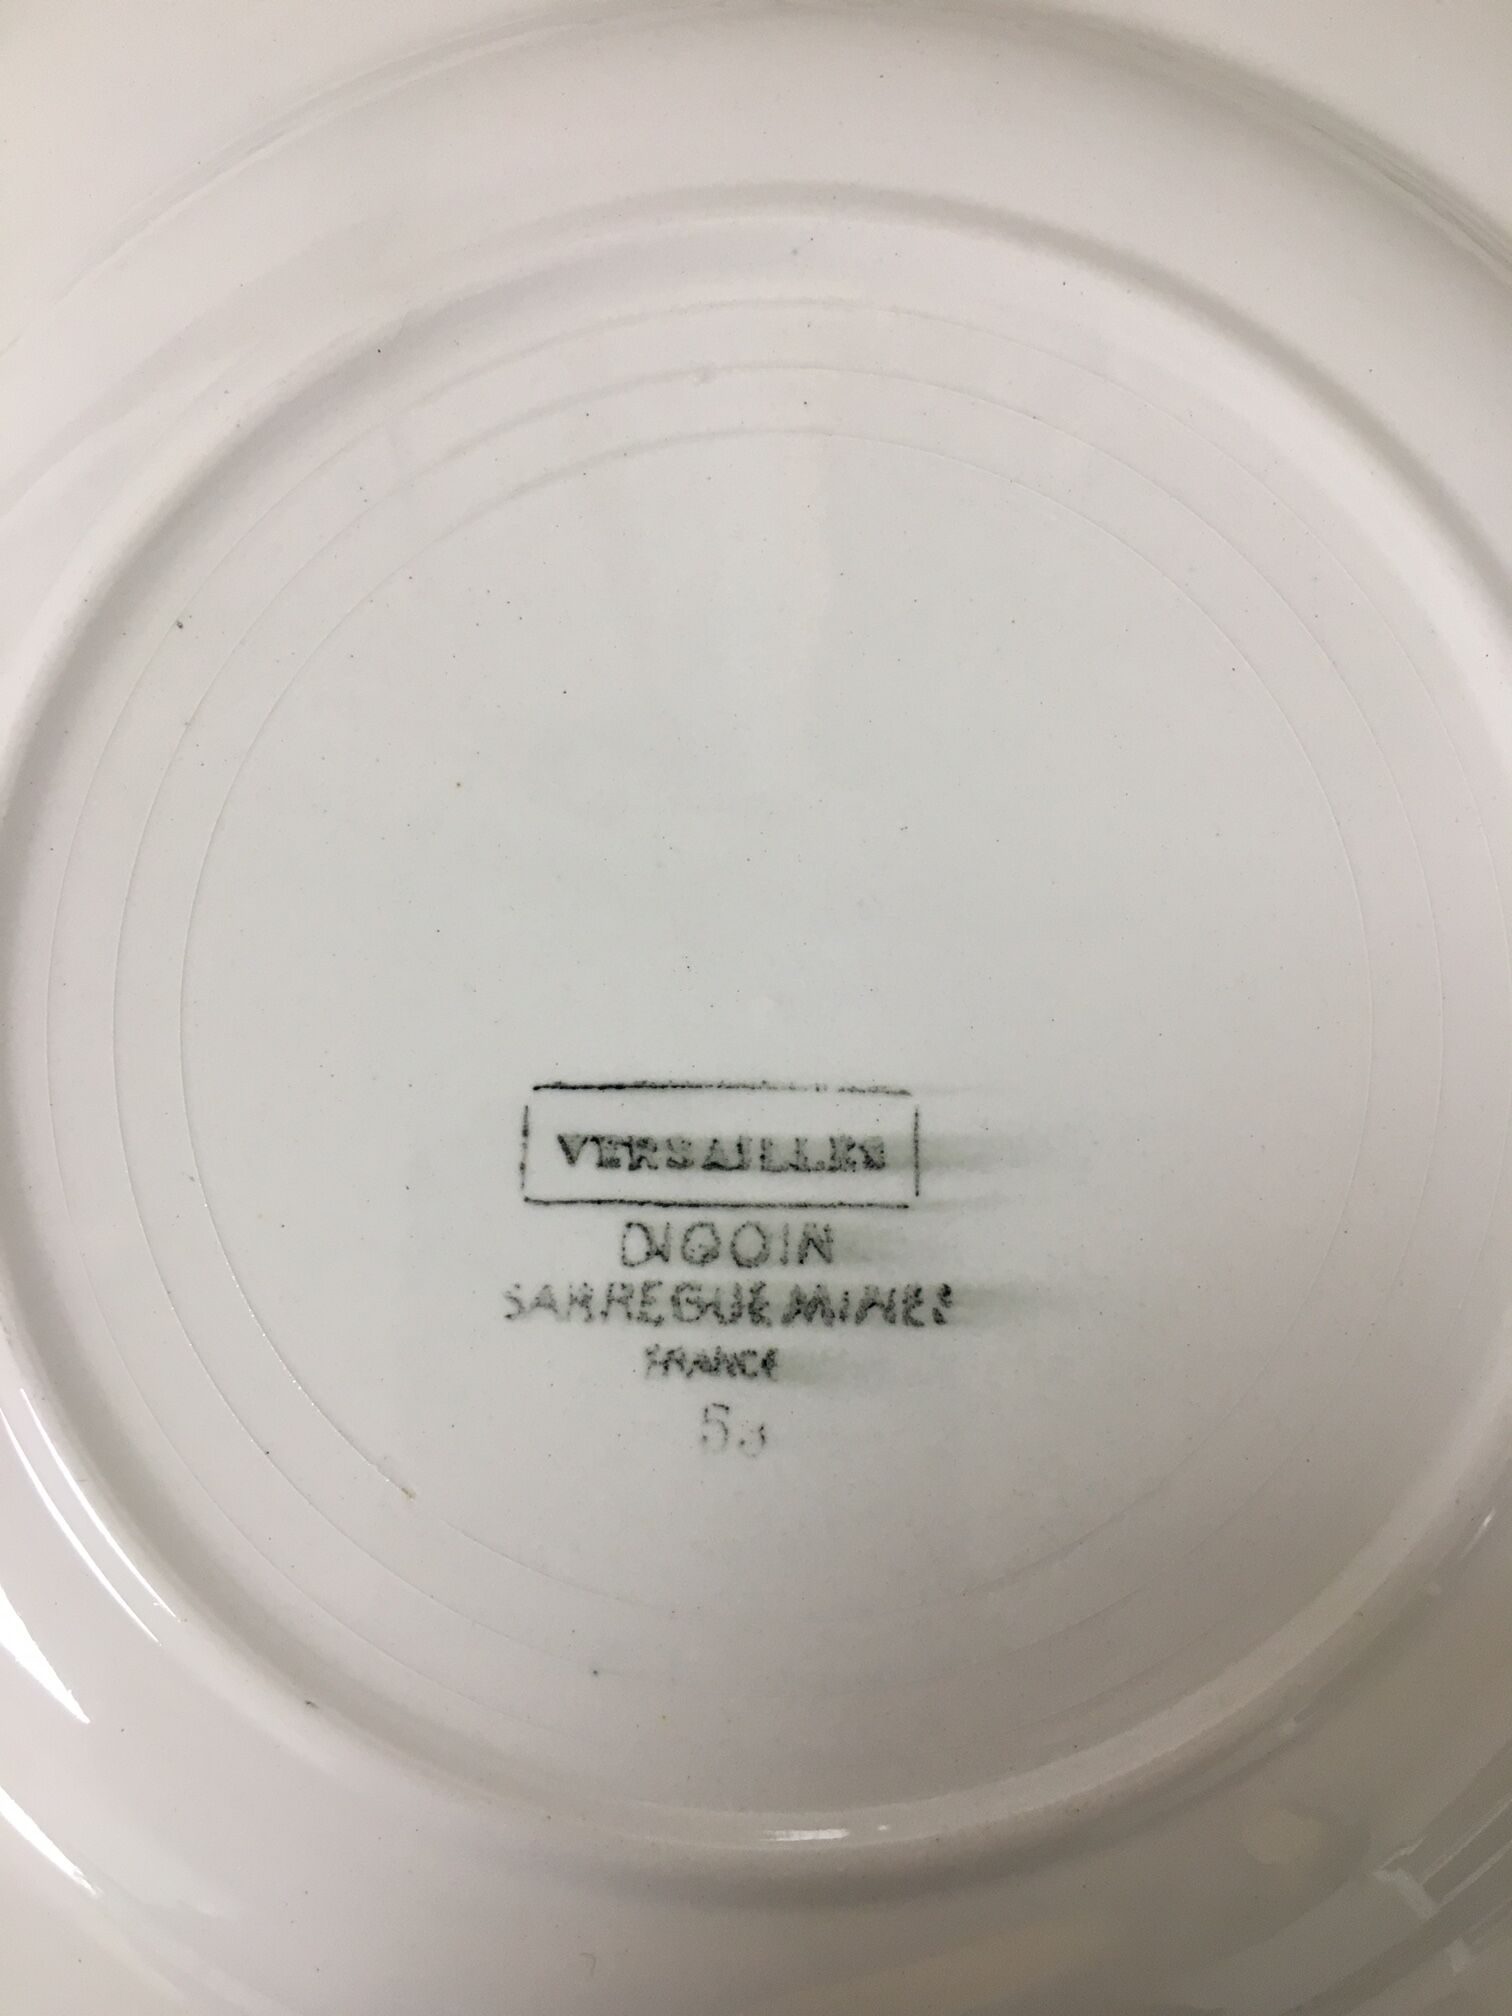 VERSAILLES
DIGOIN
SARREGUEMINES
FRANCE
53